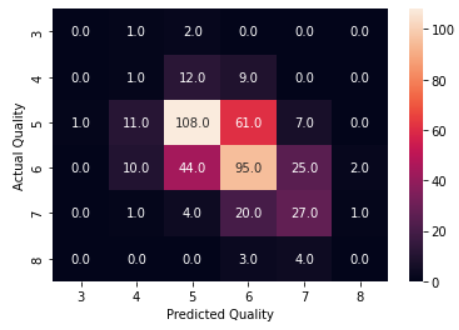 3 0.0 1.0 2.0 0.0 0.0 0.0
4 0.0 1.0 12.0 9.0 0.0 0.0
5 1.0 11.0 108.0 61.0 7.0 0.0
6 0.0 10.0 44.0 95.0 25.0 2.0
7 0.0 1.0 4.0 20.0 27.0 1.0
8 0.0 0.0 0.0 3.0 4.0 0.0
3 4 5 6 7 8
Predicted Quality
Actual Quality
100
80
60
40
20
0